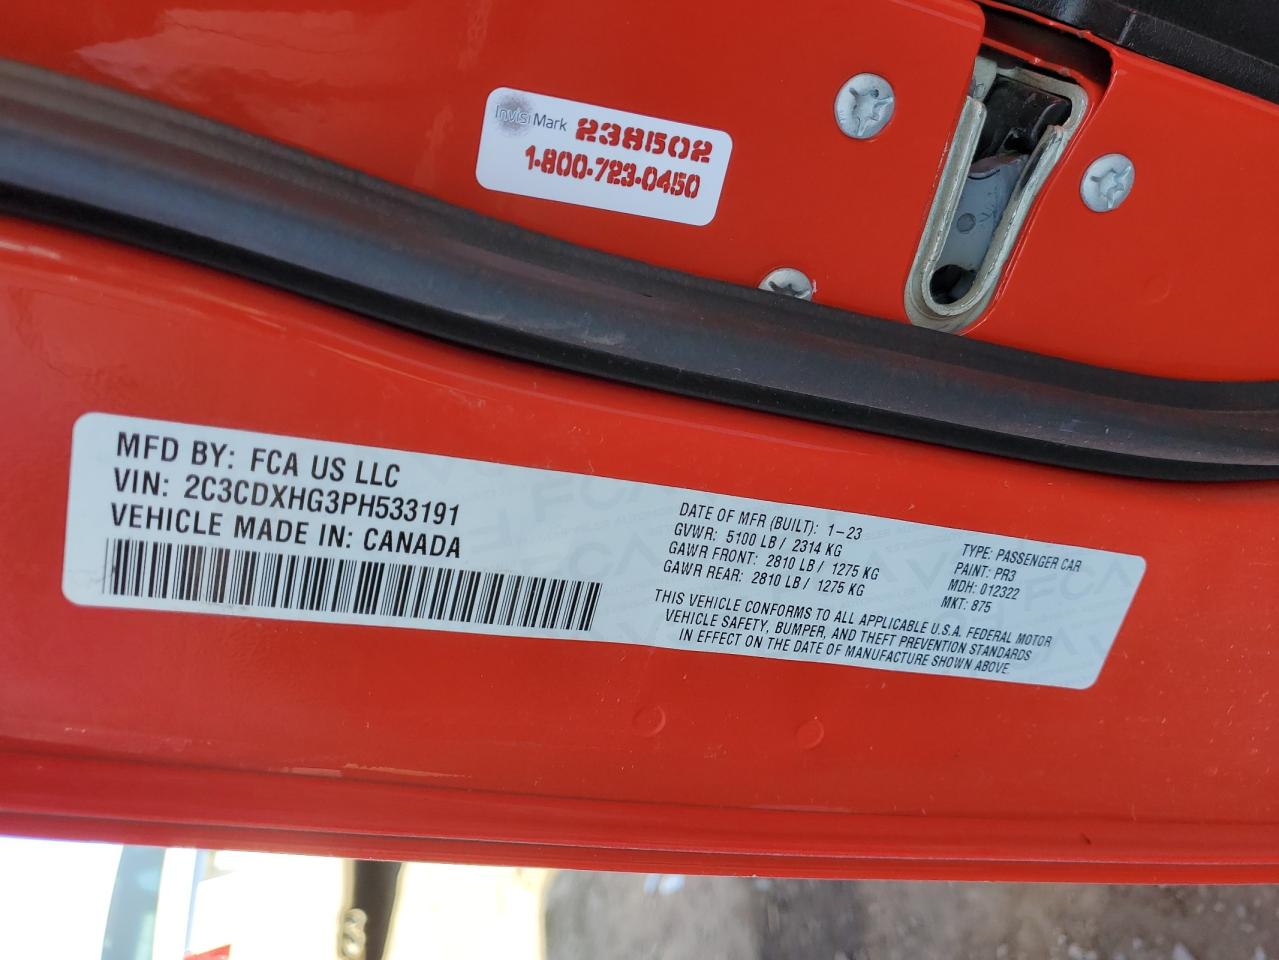 InvisiMark 238502
1-800-723-0450
MFD BY: FCA US LLC
VIN: 2C3CDXHG3PH533191
VEHICLE MADE IN: CANADA
DATE OF MFR (BUILT): 1-23
GVWR: 5100 LB / 2314 KG
GAWR FRONT: 2810 LB / 1275 KG
GAWR REAR: 2810 LB / 1275 KG
TYPE: PASSENGER CAR
PAINT: PR3
MDH: 012322
MKT: 875
THIS VEHICLE CONFORMS TO ALL APPLICABLE U.S.A. FEDERAL MOTOR
VEHICLE SAFETY, BUMPER, AND THEFT PREVENTION STANDARDS
IN EFFECT ON THE DATE OF MANUFACTURE SHOWN ABOVE.